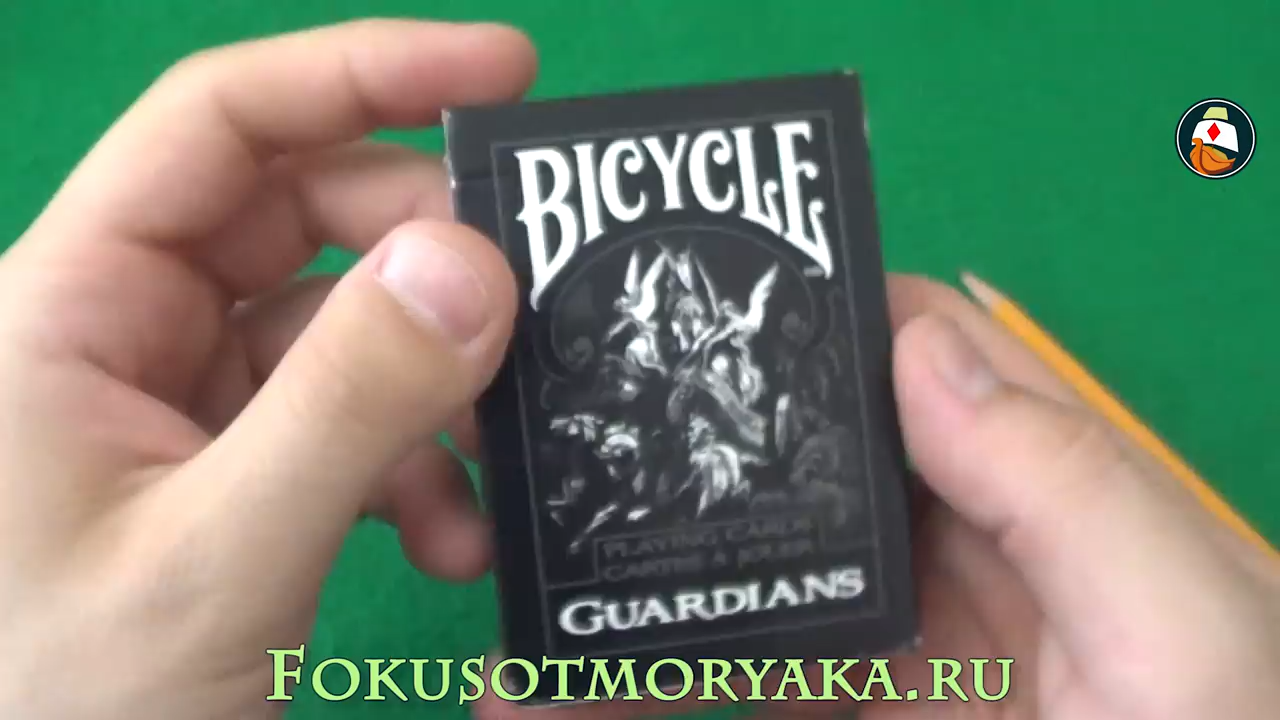 BICYCLE
PLAYING CARDS
CARTES À JOUER
GUARDIANS
FOKUSOTMORYAKA.RU